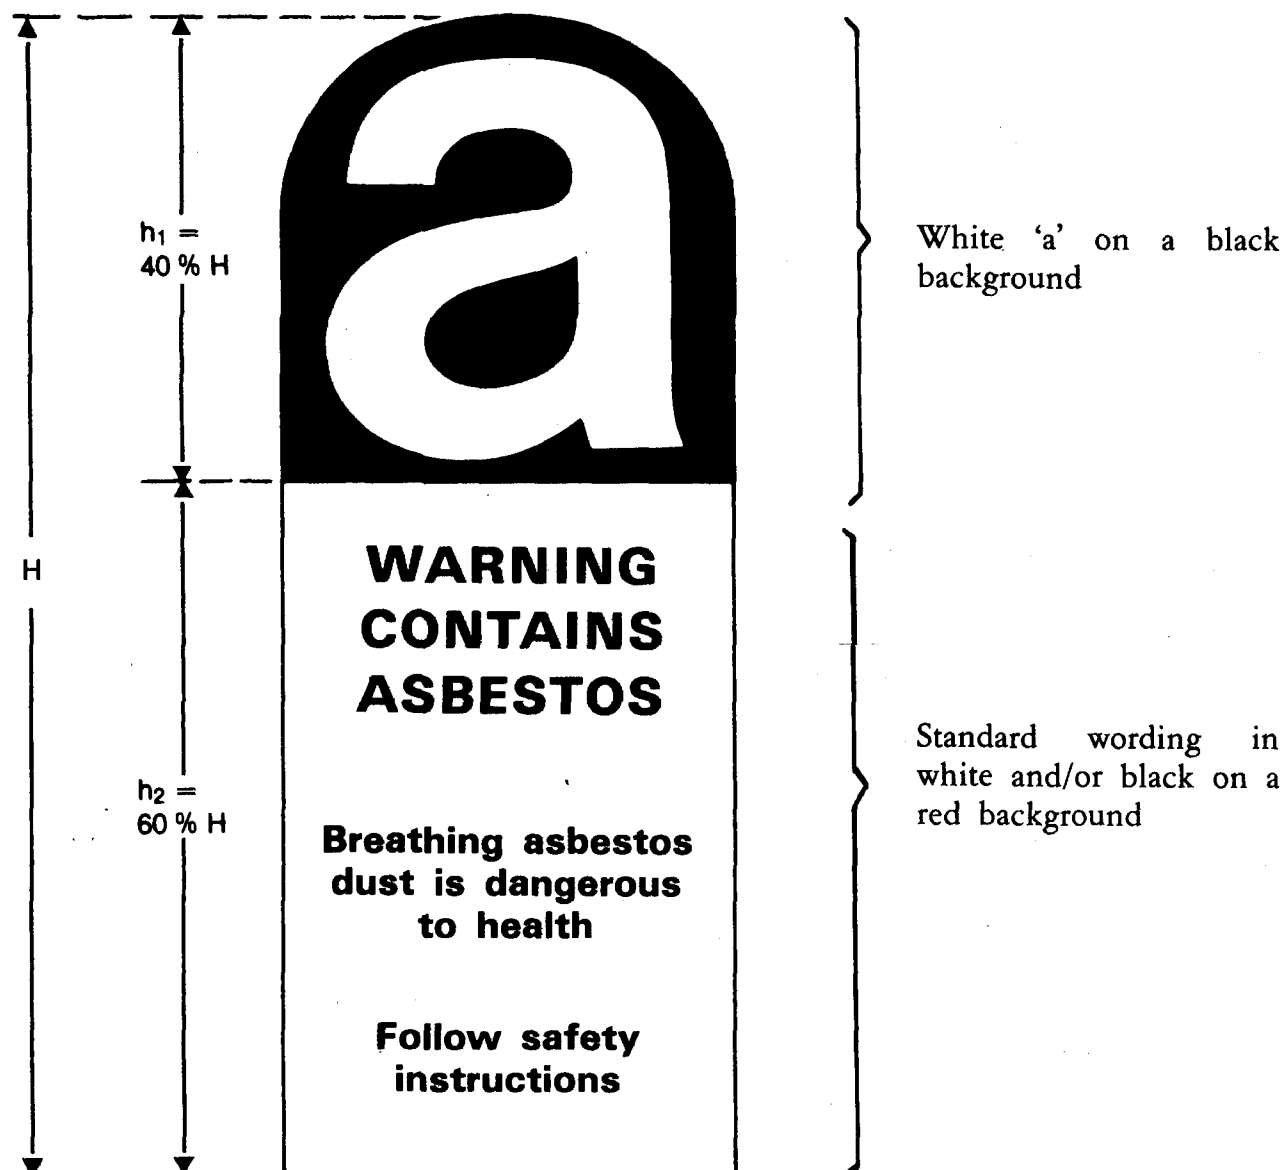 a
h₁ =
40 % H
White ‘a’ on a black
background
H
WARNING
CONTAINS
ASBESTOS
h₂ =
60 % H
Standard wording in
white and/or black on a
red background
Breathing asbestos
dust is dangerous
to health
Follow safety
instructions